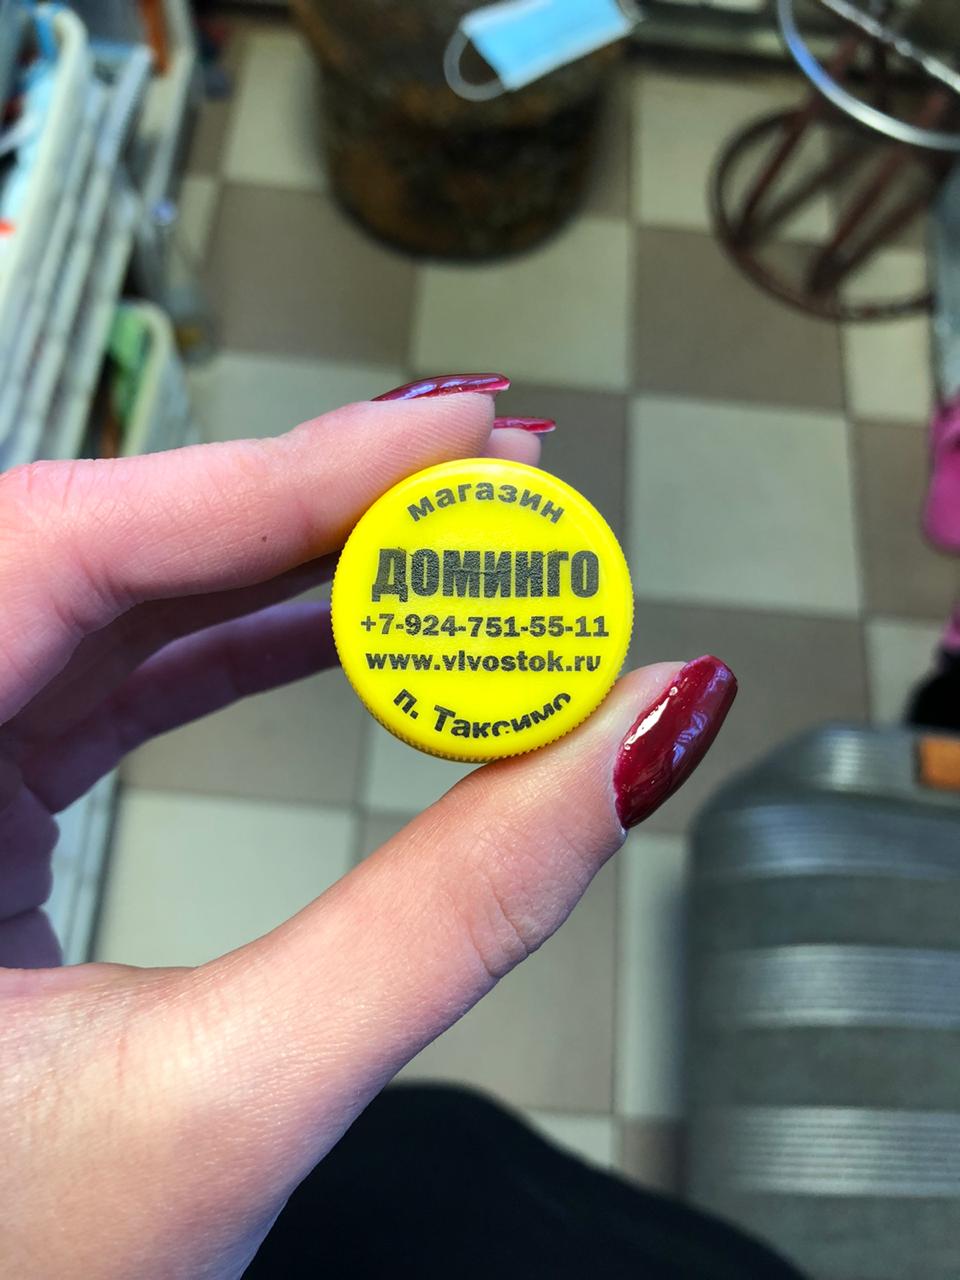 магазин
ДОМИНГО
+7-924-751-55-11
www.vlvostok.ru
п. Таксимо